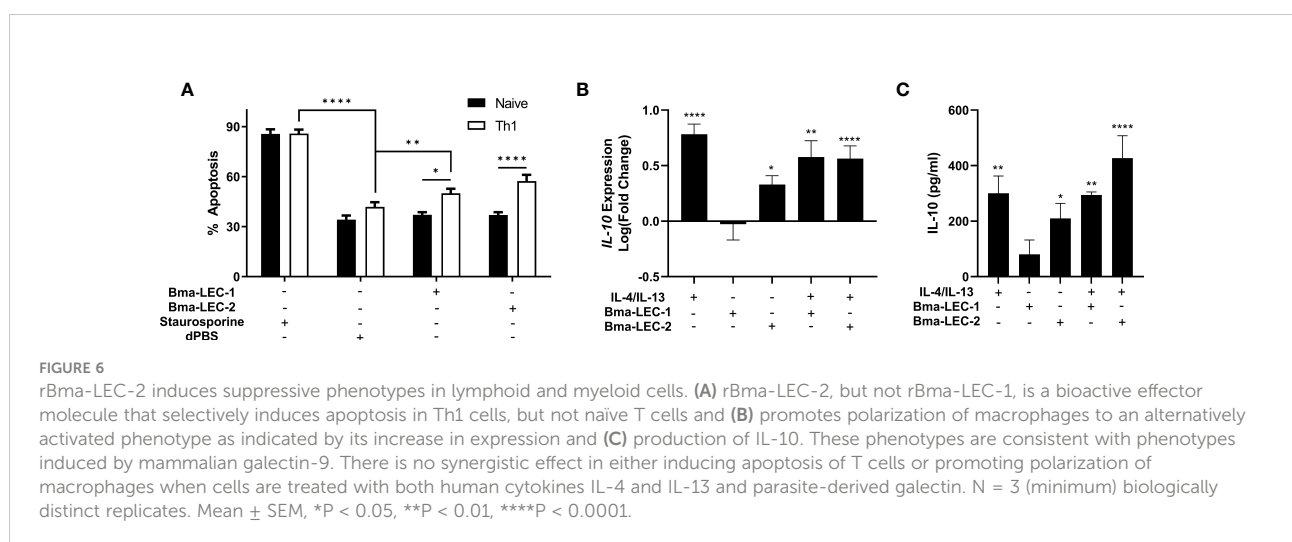 A
B
C
****
**
*
****
Naive
Th1
% Apoptosis
90
60
30
0
Bma-LEC-1 - - + -
Bma-LEC-2 - - - +
Staurosporine + - - -
dPBS - + - -
IL-10 Expression
Log(Fold Change)
1.0
0.5
0.0
-0.5
****
*
**
****
IL-4/IL-13 + - - + +
Bma-LEC-1 - + - + -
Bma-LEC-2 - - + - +
IL-10 (pg/ml)
600
400
200
0
**
*
**
****
IL-4/IL-13 + - - + +
Bma-LEC-1 - + - + -
Bma-LEC-2 - - + - +
FIGURE 6
rBma-LEC-2 induces suppressive phenotypes in lymphoid and myeloid cells. (A) rBma-LEC-2, but not rBma-LEC-1, is a bioactive effector
molecule that selectively induces apoptosis in Th1 cells, but not naïve T cells and (B) promotes polarization of macrophages to an alternatively
activated phenotype as indicated by its increase in expression and (C) production of IL-10. These phenotypes are consistent with phenotypes
induced by mammalian galectin-9. There is no synergistic effect in either inducing apoptosis of T cells or promoting polarization of
macrophages when cells are treated with both human cytokines IL-4 and IL-13 and parasite-derived galectin. N = 3 (minimum) biologically
distinct replicates. Mean ± SEM, *P < 0.05, **P < 0.01, ****P < 0.0001.